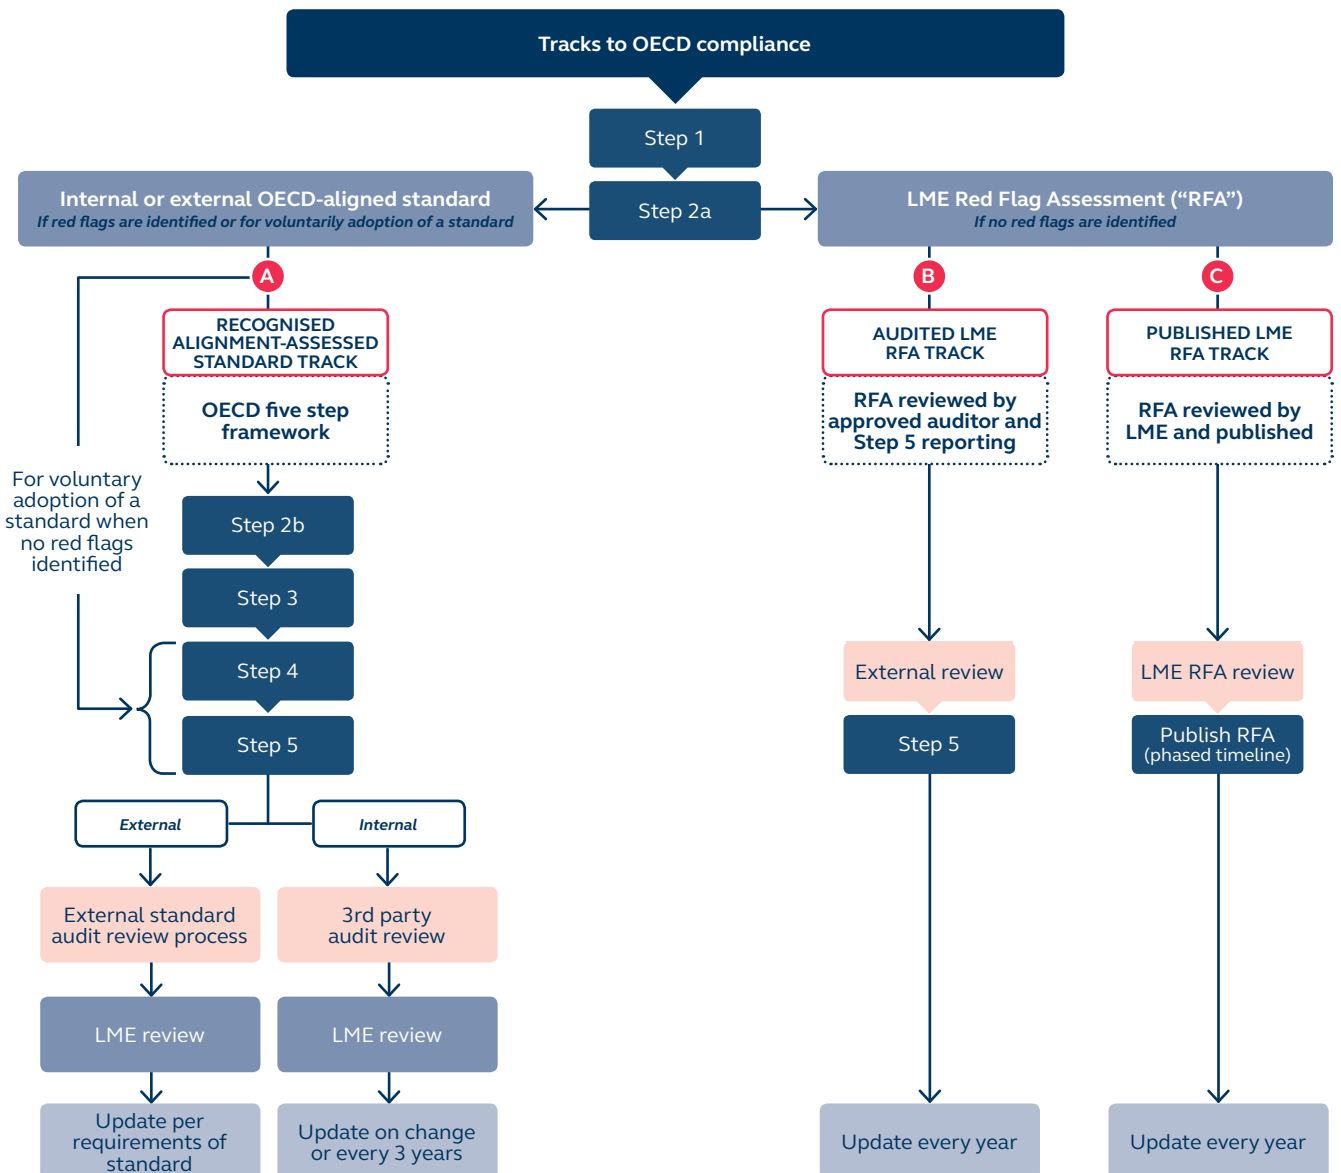 Tracks to OECD compliance
Step 1
Step 2a
Internal or external OECD-aligned standard
If red flags are identified or for voluntarily adoption of a standard
LME Red Flag Assessment (“RFA”)
If no red flags are identified
A
RECOGNISED
ALIGNMENT-ASSESSED
STANDARD TRACK
OECD five step
framework
For voluntary
adoption of a
standard when
no red flags
identified
Step 2b
Step 3
Step 4
Step 5
External
Internal
External standard
audit review process
3rd party
audit review
LME review
LME review
Update per
requirements of
standard
Update on change
or every 3 years
B
AUDITED LME
RFA TRACK
RFA reviewed by
approved auditor and
Step 5 reporting
External review
Step 5
Update every year
C
PUBLISHED LME
RFA TRACK
RFA reviewed by
LME and published
LME RFA review
Publish RFA
(phased timeline)
Update every year